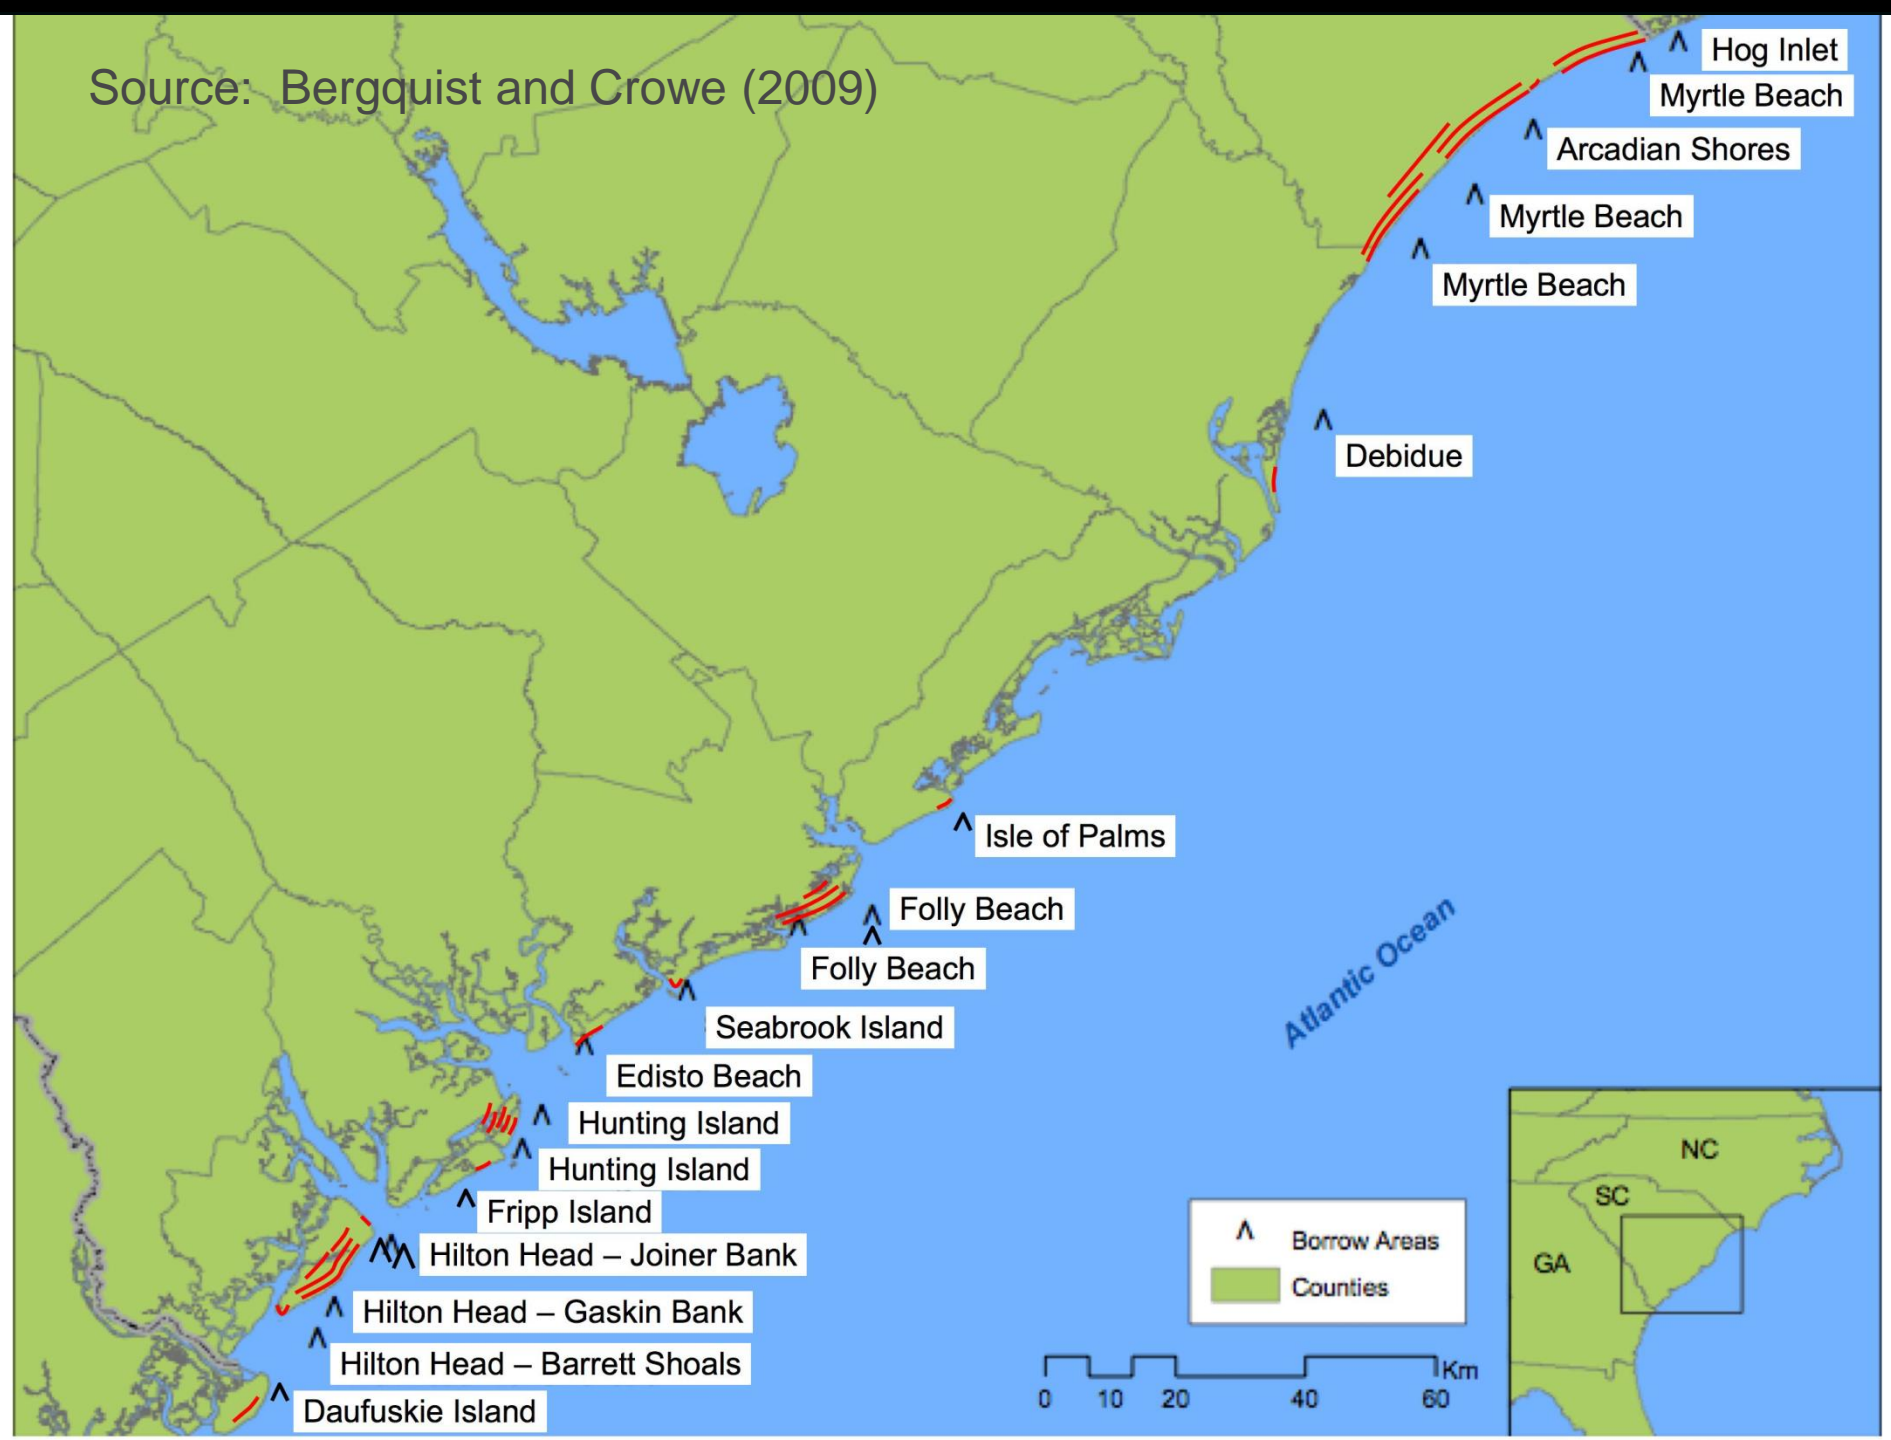 Source: Bergquist and Crowe (2009)
Hog Inlet
Myrtle Beach
Arcadian Shores
Myrtle Beach
Myrtle Beach
Debidue
Isle of Palms
Folly Beach
Folly Beach
Seabrook Island
Edisto Beach
Hunting Island
Hunting Island
Fripp Island
Hilton Head – Joiner Bank
Hilton Head – Gaskin Bank
Hilton Head – Barrett Shoals
Daufuskie Island
Atlantic Ocean
Borrow Areas
Counties
Km
0 10 20 40 60
NC
SC
GA